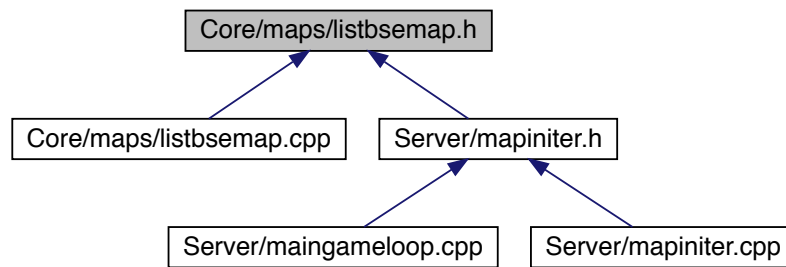 Core/maps/listbsemap.h
Core/maps/listbsemap.cpp
Server/mapiniter.h
Server/maingameloop.cpp
Server/mapiniter.cpp